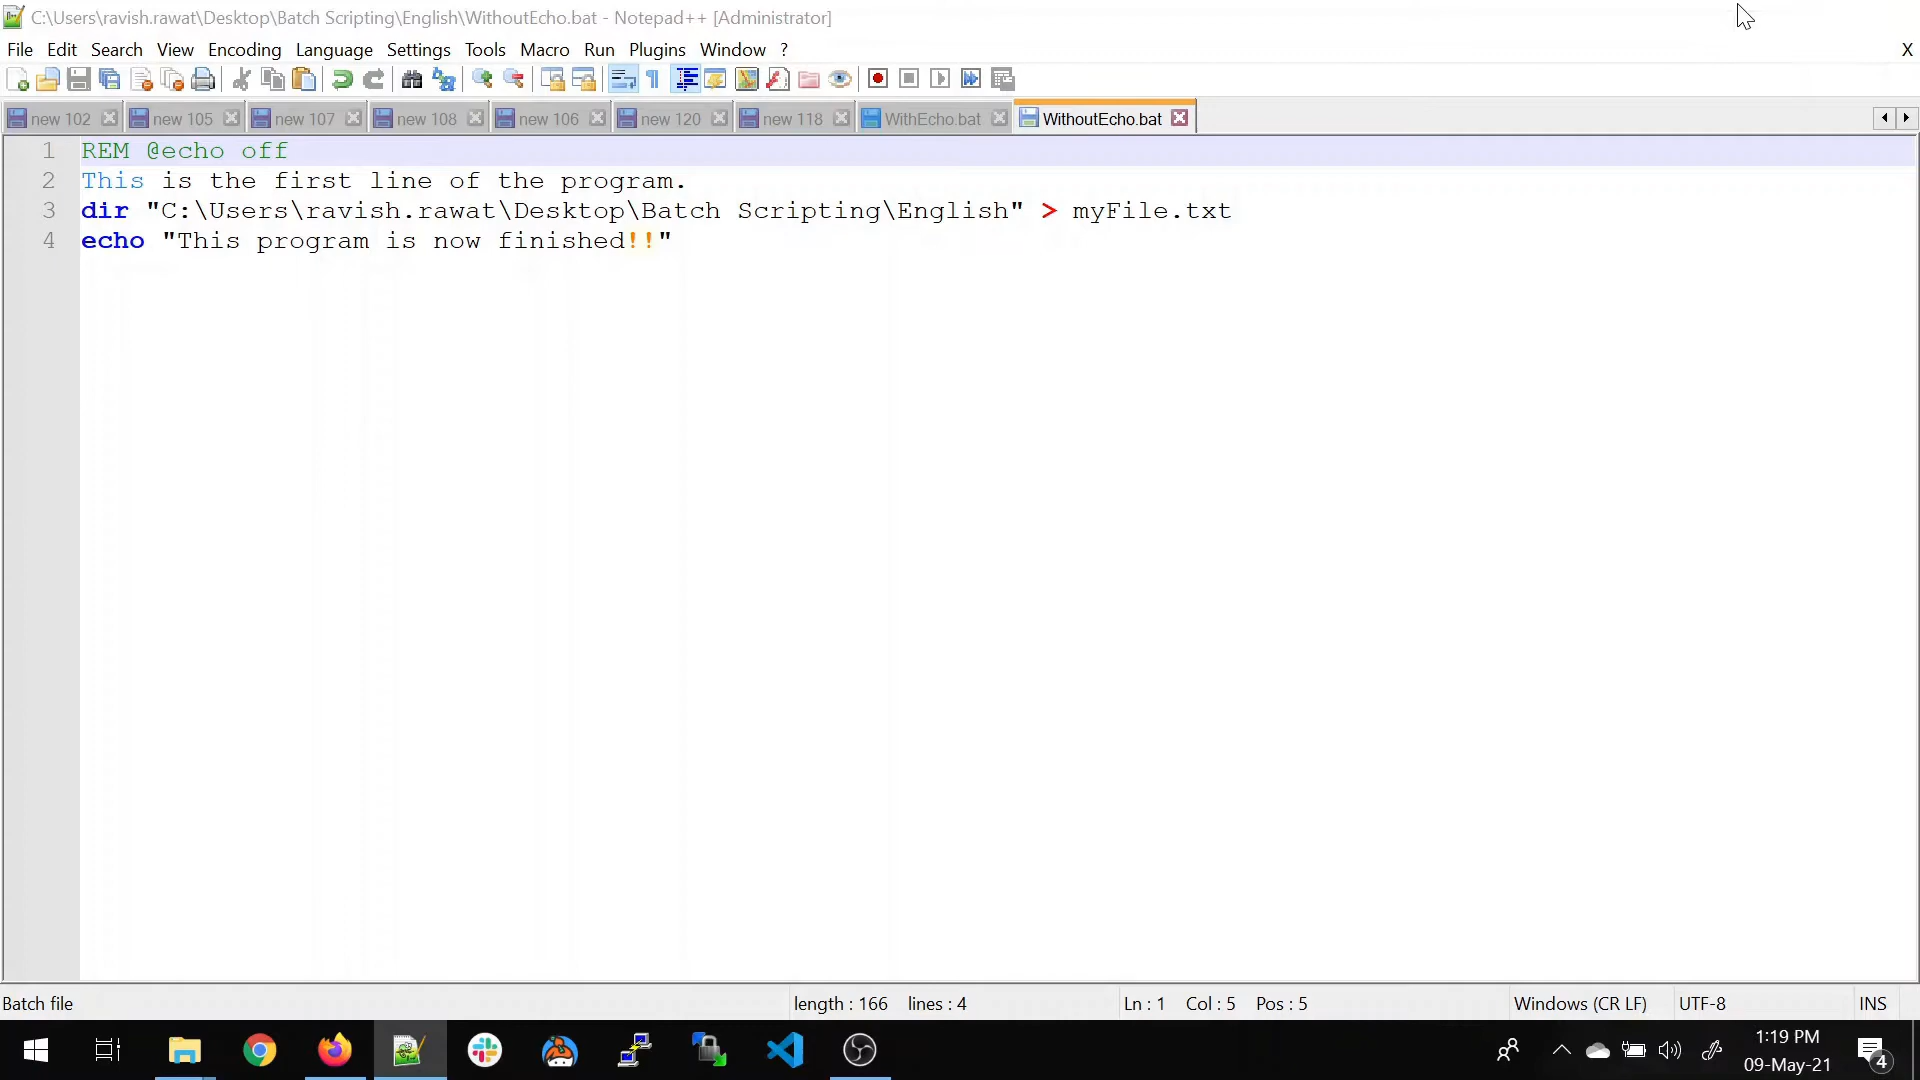 C:\Users\ravish.rawat\Desktop\Batch Scripting\English\WithoutEcho.bat - Notepad++ [Administrator]
File Edit Search View Encoding Language Settings Tools Macro Run Plugins Window ? X
new 102 new 105 new 107 new 108 new 106 new 120 new 118 WithEcho.bat WithoutEcho.bat
1 REM @echo off
2 This is the first line of the program.
3 dir "C:\Users\ravish.rawat\Desktop\Batch Scripting\English" > myFile.txt
4 echo "This program is now finished!!"
Batch file length : 166 lines : 4 Ln : 1 Col : 5 Pos : 5 Windows (CR LF) UTF-8 INS
1:19 PM
09-May-21
4